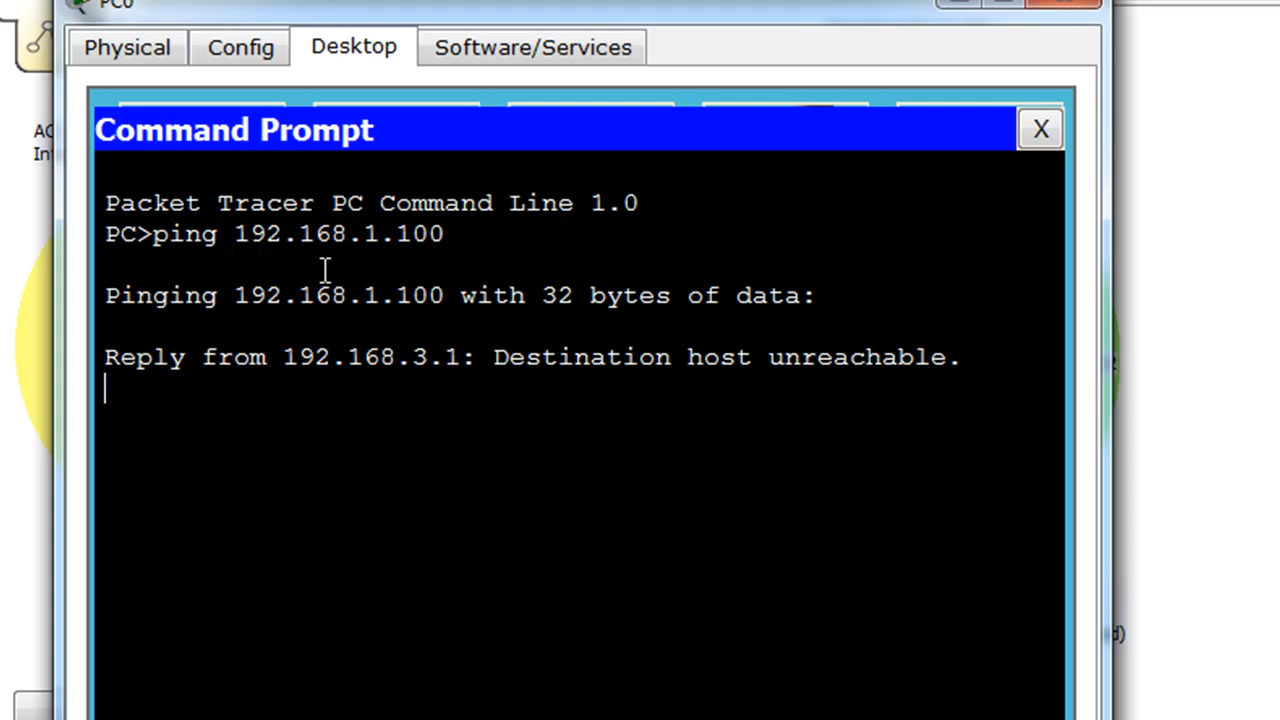 PC0
Physical Config Desktop Software/Services
Command Prompt X
Packet Tracer PC Command Line 1.0
PC>ping 192.168.1.100
Pinging 192.168.1.100 with 32 bytes of data:
Reply from 192.168.3.1: Destination host unreachable.